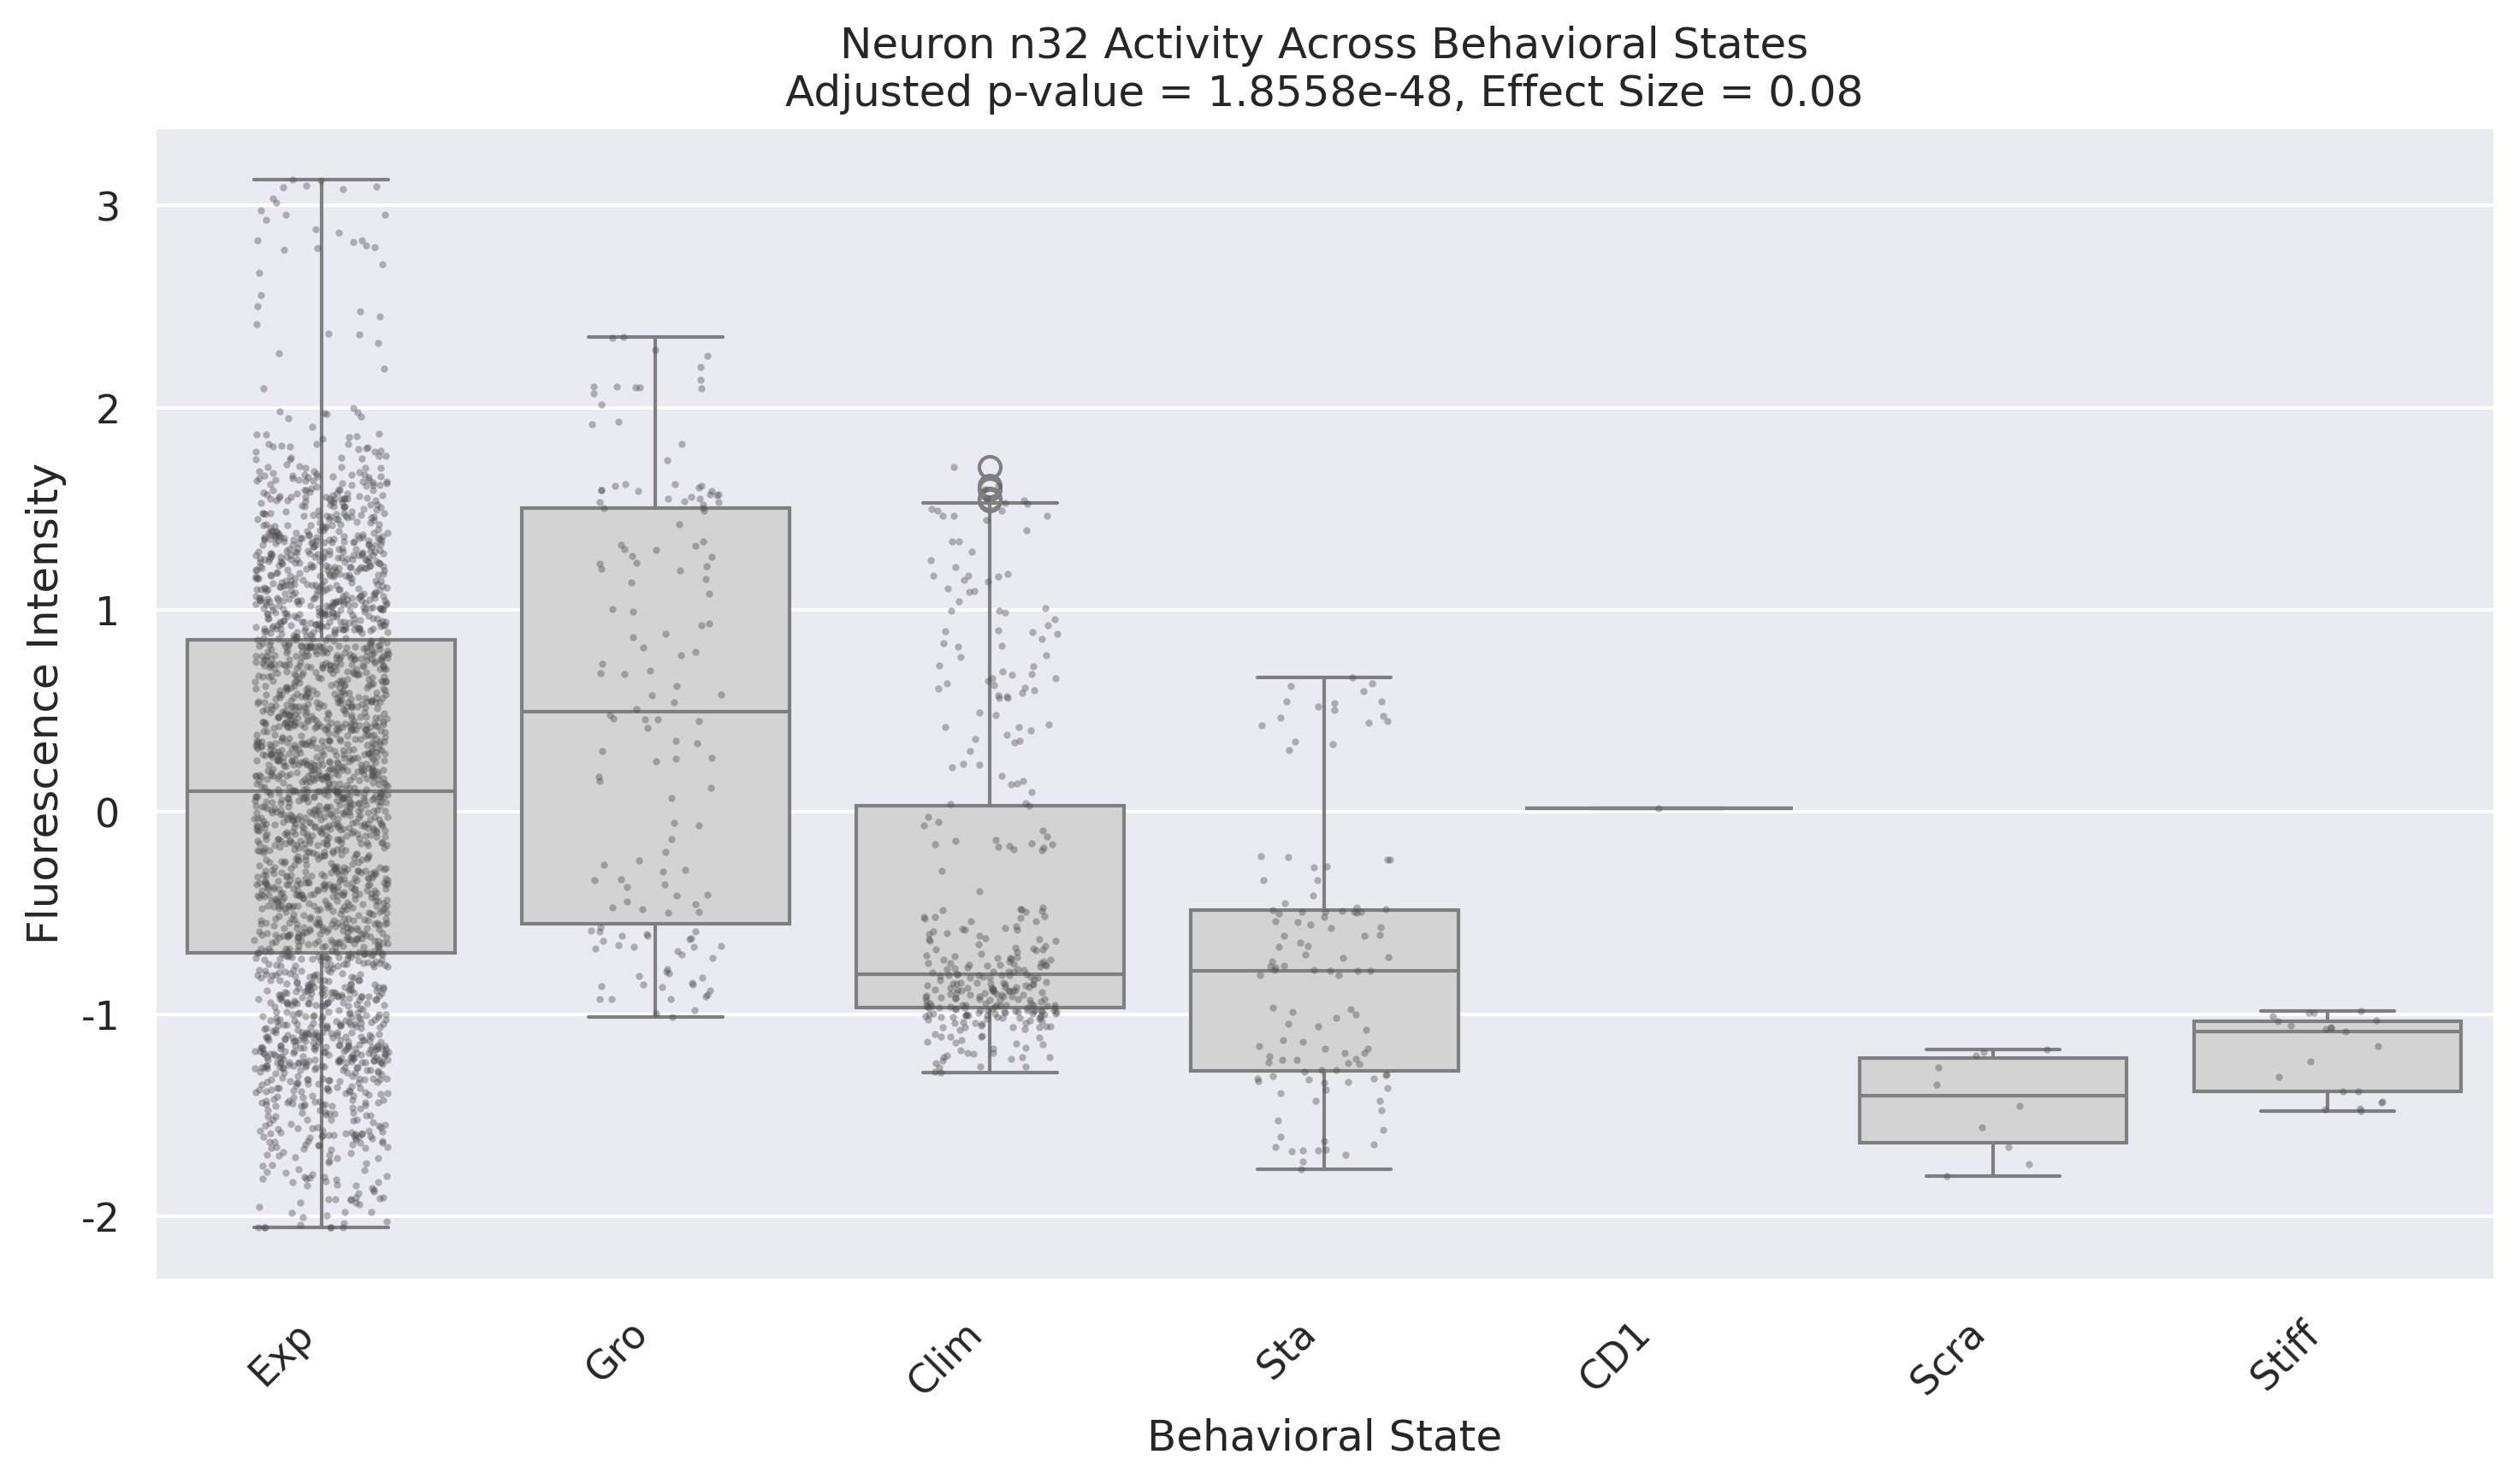 Neuron n32 Activity Across Behavioral States
Adjusted p-value = 1.8558e-48, Effect Size = 0.08
Fluorescence Intensity
3
2
1
0
-1
-2
Exp
Gro
Clim
Sta
CD1
Scra
Stiff
Behavioral State